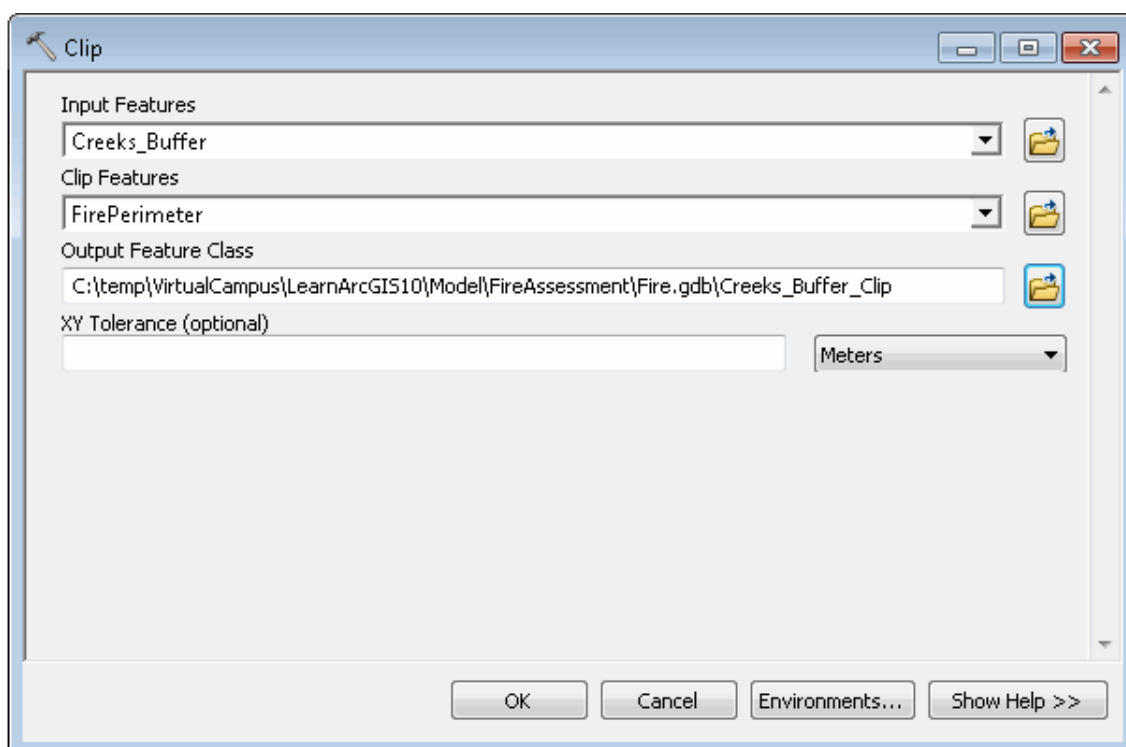 Clip
Input Features
Creeks_Buffer
Clip Features
FirePerimeter
Output Feature Class
C:\temp\VirtualCampus\LearnArcGIS10\Model\FireAssessment\Fire.gdb\Creeks_Buffer_Clip
XY Tolerance (optional)
Meters
OK Cancel Environments... Show Help >>